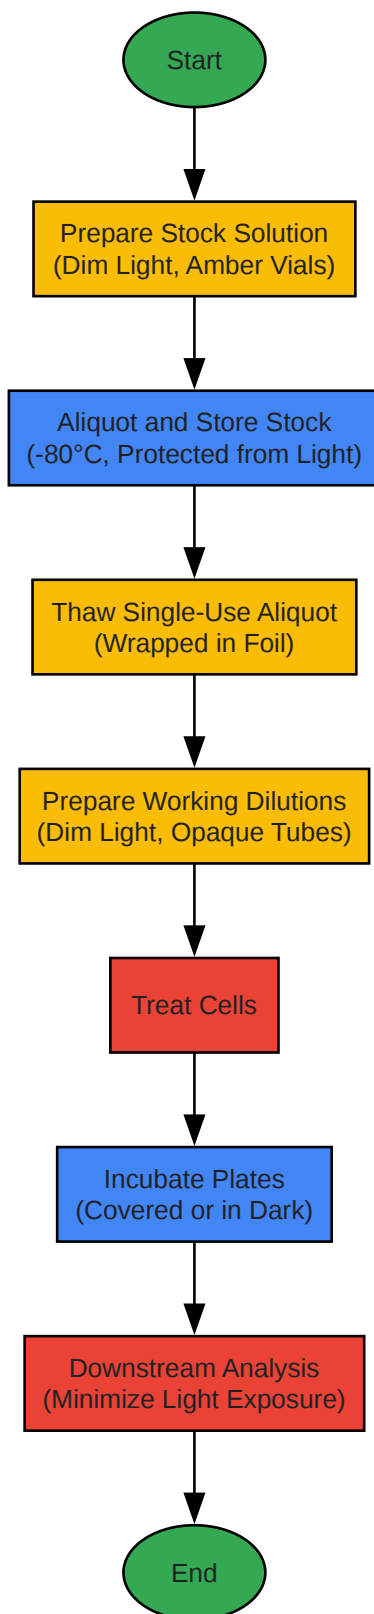 Start
Prepare Stock Solution
(Dim Light, Amber Vials)
Aliquot and Store Stock
(-80°C, Protected from Light)
Thaw Single-Use Aliquot
(Wrapped in Foil)
Prepare Working Dilutions
(Dim Light, Opaque Tubes)
Treat Cells
Incubate Plates
(Covered or in Dark)
Downstream Analysis
(Minimize Light Exposure)
End